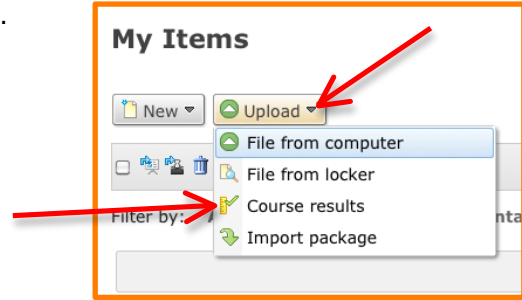 .
My Items
New Upload
File from computer
File from locker
Course results
Filter by:
Import package